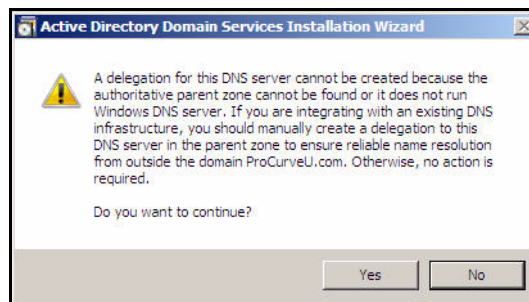 Active Directory Domain Services Installation Wizard
A delegation for this DNS server cannot be created because the
authoritative parent zone cannot be found or it does not run
Windows DNS server. If you are integrating with an existing DNS
infrastructure, you should manually create a delegation to this
DNS server in the parent zone to ensure reliable name resolution
from outside the domain ProCurveU.com. Otherwise, no action is
required.
Do you want to continue?
Yes
No